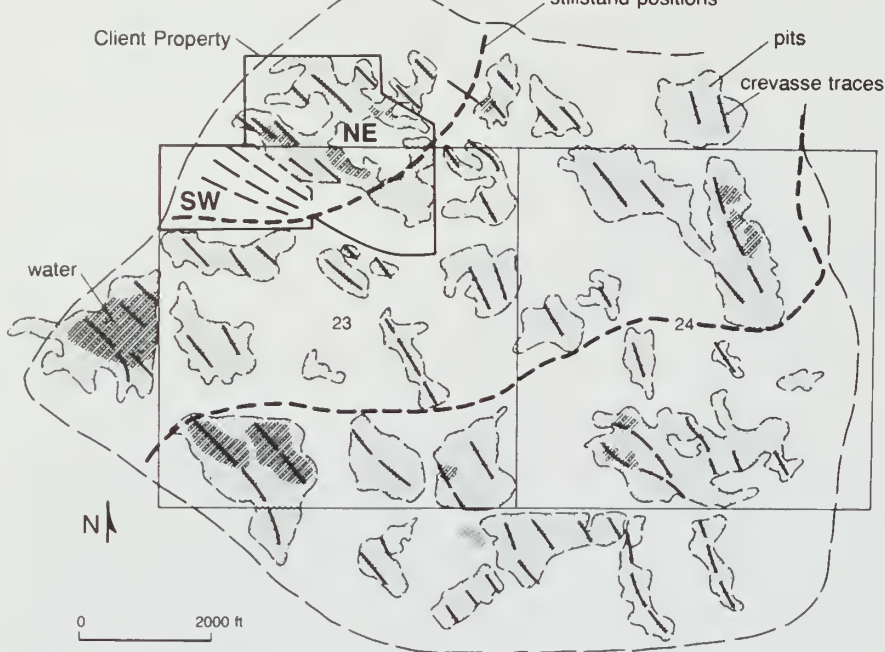 stillstand positions
Client Property
pits
crevasse traces
NE
SW
water
23
24
N
0 2000 ft